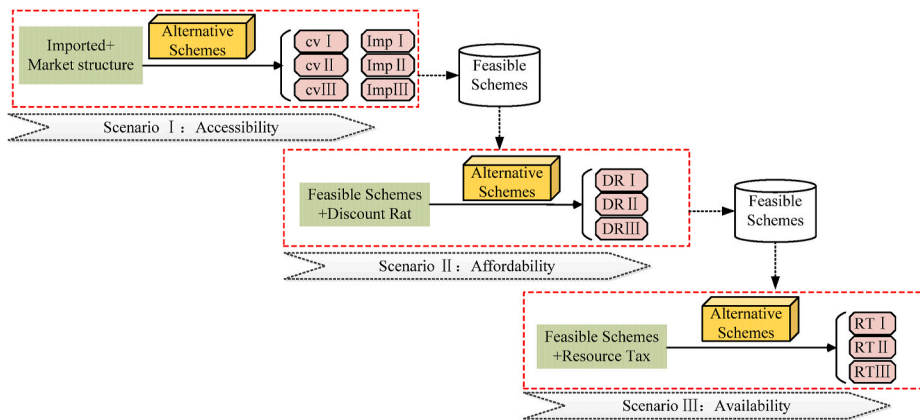 Imported+
Market structure
Alternative
Schemes
cv Ⅰ
Imp Ⅰ
cv Ⅱ
Imp Ⅱ
cvⅢ
ImpⅢ
Feasible
Schemes
Scenario Ⅰ：Accessibility
Feasible Schemes
+Discount Rat
Alternative
Schemes
DR Ⅰ
DR Ⅱ
DRⅢ
Feasible
Schemes
Scenario Ⅱ：Affordability
Feasible Schemes
+Resource Tax
Alternative
Schemes
RT Ⅰ
RT Ⅱ
RTⅢ
Scenario Ⅲ：Availability